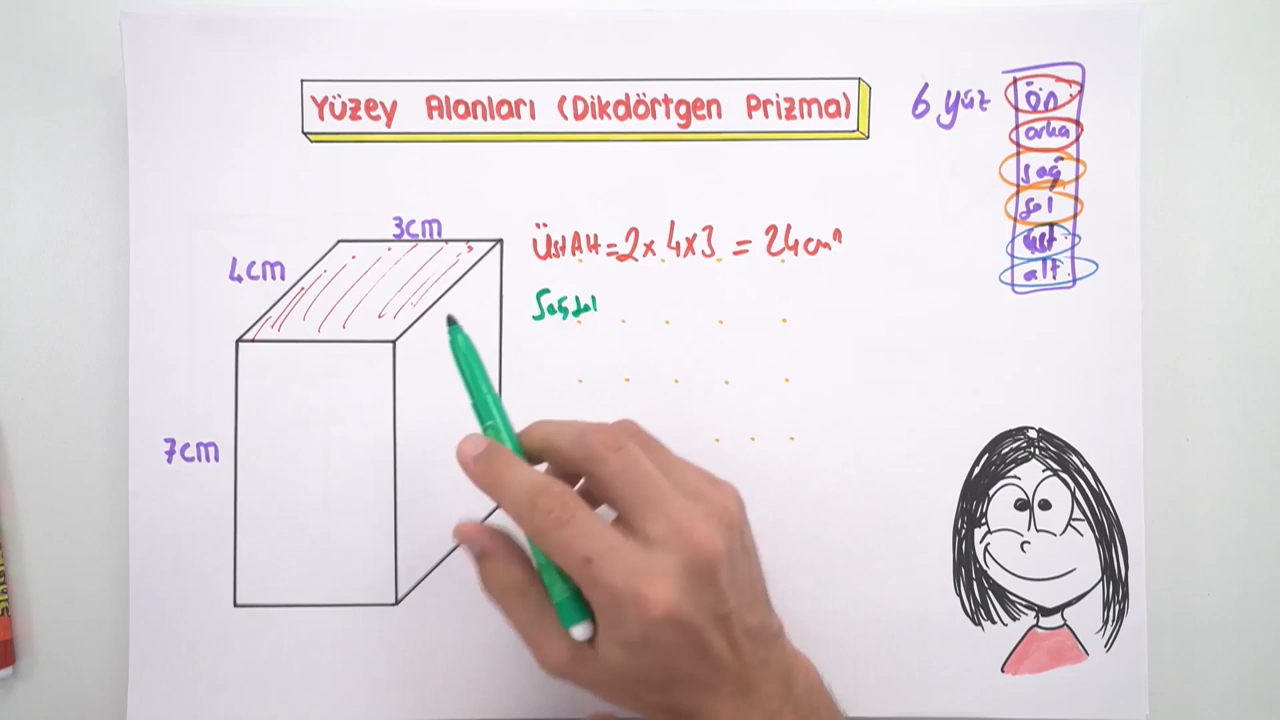 Yüzey Alanları (Dikdörtgen Prizma)
6 yüz
ön
arka
sağ
sol
üst
alt
3cm
4cm
7cm
Üst Alt = 2 x 4 x 3 = 24 cm²
Sağ sol